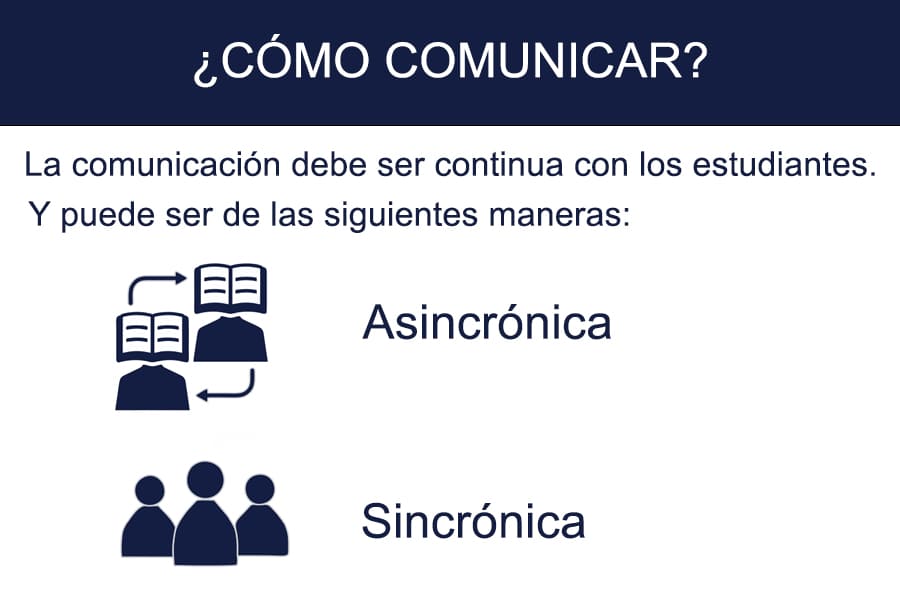 ¿CÓMO COMUNICAR?
La comunicación debe ser continua con los estudiantes.
Y puede ser de las siguientes maneras:
Asincrónica
Sincrónica